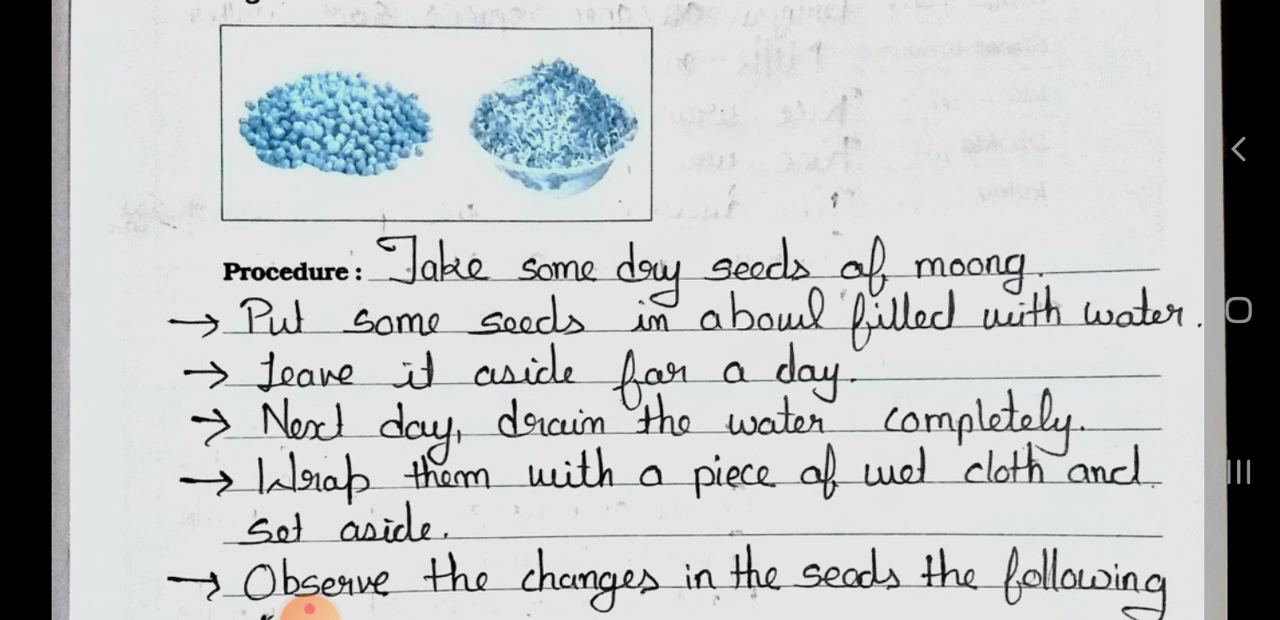 Procedure: Take some dry seeds of moong.
→ Put some seeds in a bowl filled with water.
→ Leave it aside for a day.
→ Next day, drain the water completely.
→ Wrap them with a piece of wet cloth and
set aside.
→ Observe the changes in the seeds the following